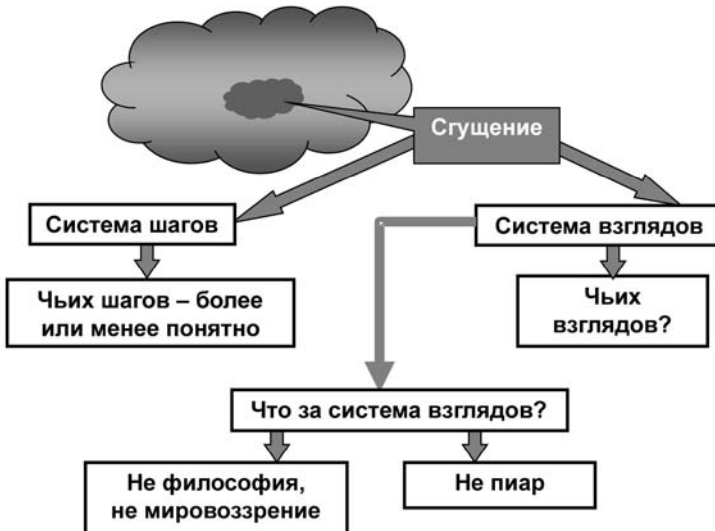 Сгущение
Система шагов
Система взглядов
Чьих шагов – более
или менее понятно
Чьих
взглядов?
Что за система взглядов?
Не философия,
не мировоззрение
Не пиар